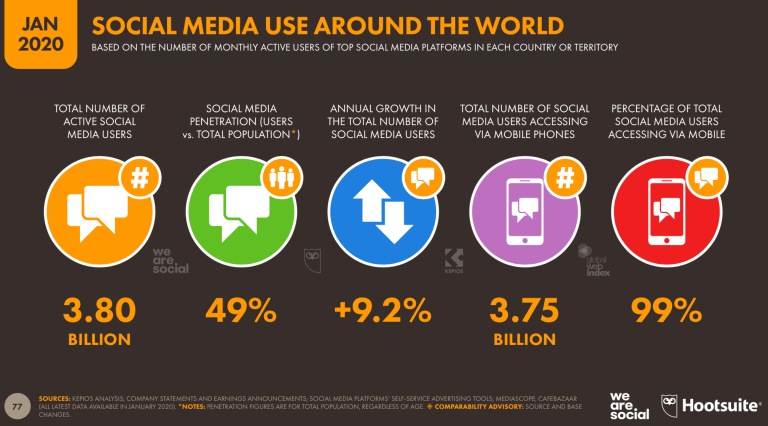 JAN
2020
SOCIAL MEDIA USE AROUND THE WORLD
BASED ON THE NUMBER OF MONTHLY ACTIVE USERS OF TOP SOCIAL MEDIA PLATFORMS IN EACH COUNTRY OR TERRITORY
TOTAL NUMBER OF
ACTIVE SOCIAL
MEDIA USERS
SOCIAL MEDIA
PENETRATION (USERS
vs. TOTAL POPULATION*)
ANNUAL GROWTH IN
THE TOTAL NUMBER OF
SOCIAL MEDIA USERS
TOTAL NUMBER OF SOCIAL
MEDIA USERS ACCESSING
VIA MOBILE PHONES
PERCENTAGE OF TOTAL
SOCIAL MEDIA USERS
ACCESSING VIA MOBILE
#
#
we
are
social
KEPIOS
global
web
index
3.80
BILLION
49%
+9.2%
3.75
BILLION
99%
77
SOURCES: KEPIOS ANALYSIS; COMPANY STATEMENTS AND EARNINGS ANNOUNCEMENTS; SOCIAL MEDIA PLATFORMS' SELF-SERVICE ADVERTISING TOOLS; MEDIASCOPE; CAFEBAZAAR
(ALL LATEST DATA AVAILABLE IN JANUARY 2020). *NOTES: PENETRATION FIGURES ARE FOR TOTAL POPULATION, REGARDLESS OF AGE. COMPARABILITY ADVISORY: SOURCE AND BASE
CHANGES.
we
are
social
Hootsuite®